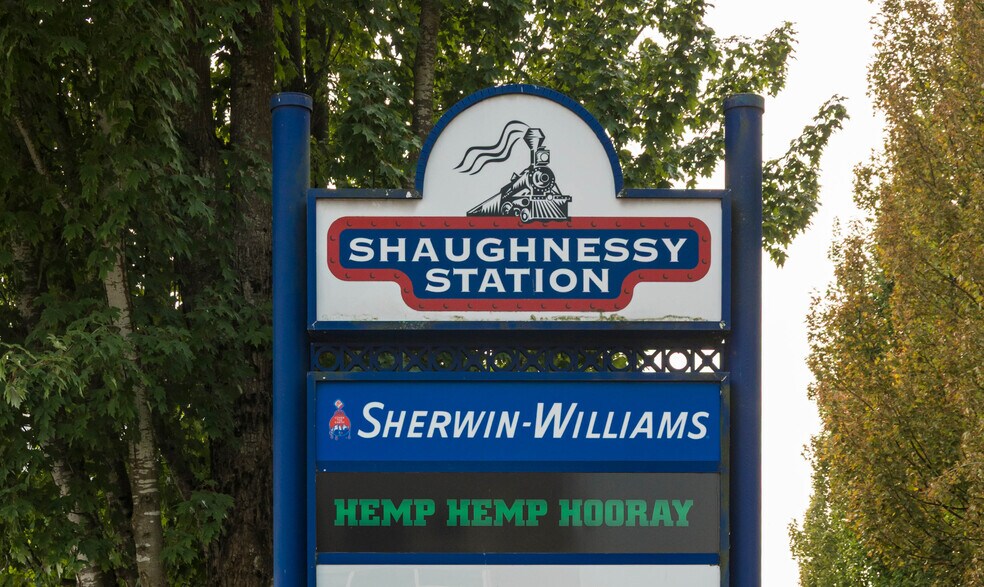 SHAUGHNESSY
STATION
SHERWIN-WILLIAMS
HEMP HEMP HOORAY